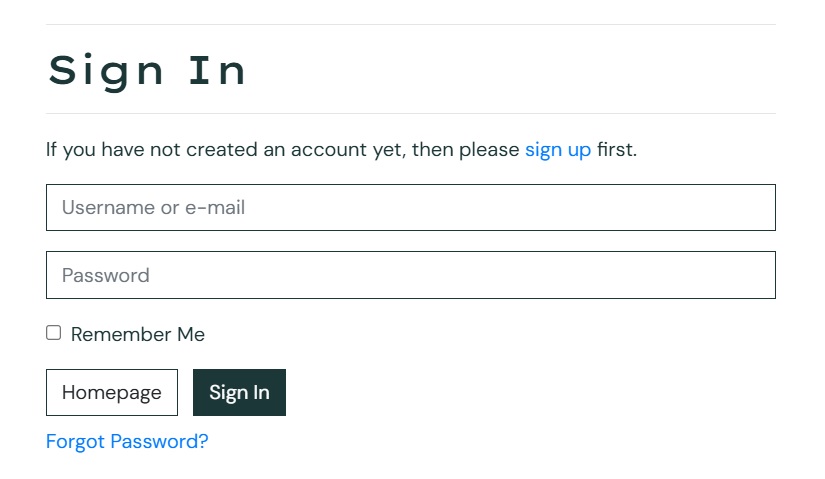 Sign In
If you have not created an account yet, then please sign up first.
Username or e-mail
Password
Remember Me
Homepage Sign In
Forgot Password?